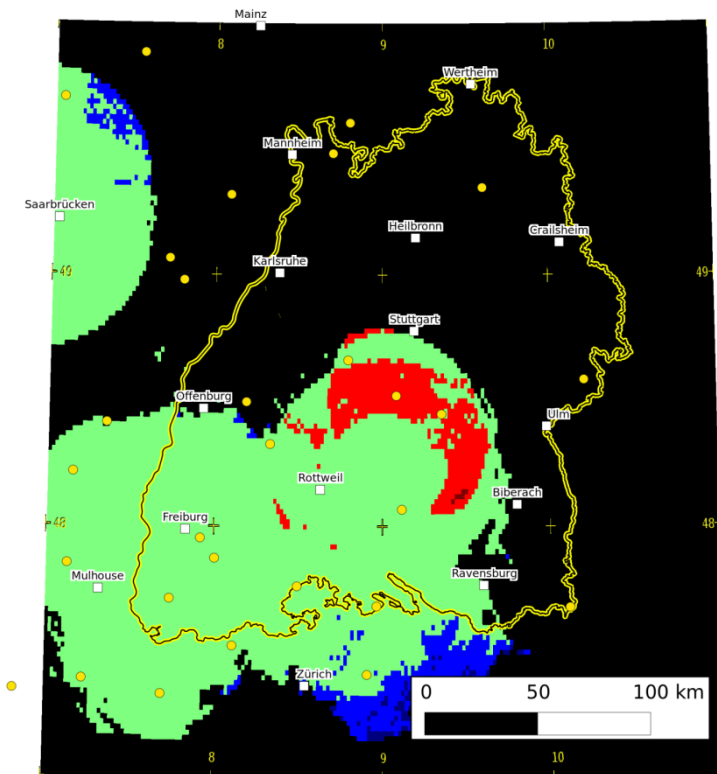 Mainz
8 9 10
Wertheim
Mannheim
Saarbrücken
Heilbronn
Crailsheim
49 Karlsruhe 49
Stuttgart
Offenburg
Ulm
Rottweil
Biberach
48 Freiburg 48
Mulhouse
Ravensburg
Zürich
0 50 100 km
8 9 10